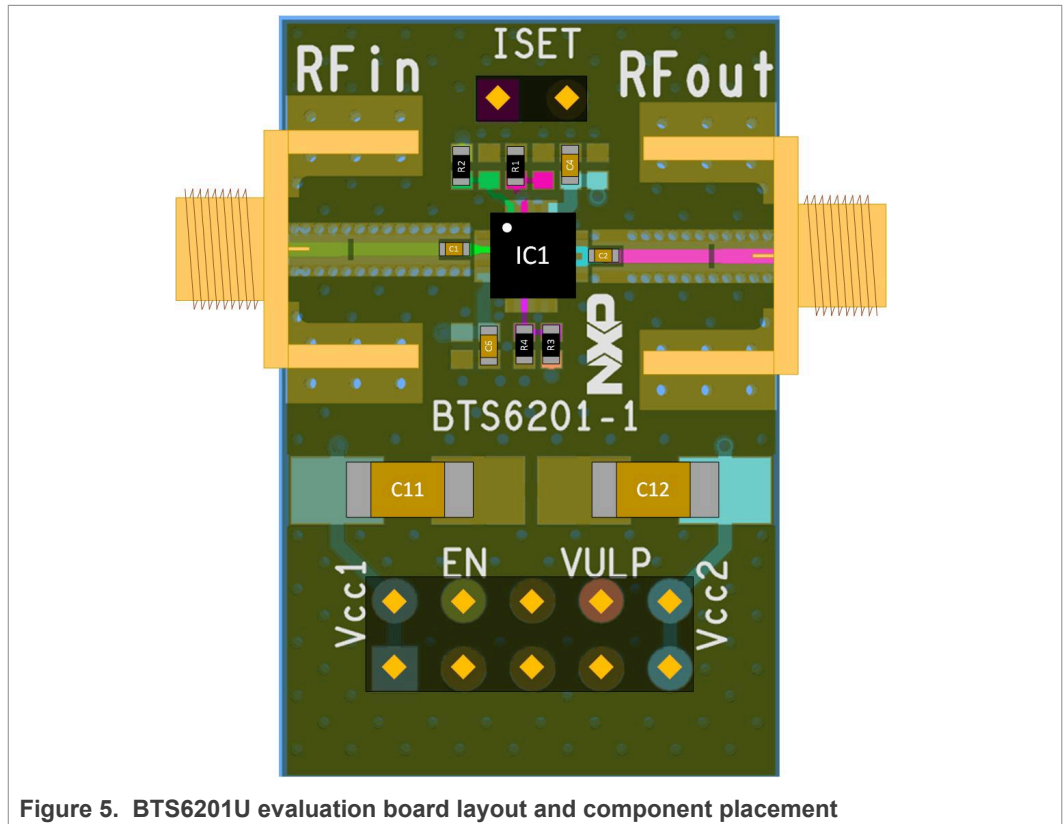 ISET
RFin
RFout
R2
R1
C4
C1
IC1
C2
C6
R4
R3
NXP
BTS6201-1
C11
C12
Vcc1
EN
VULP
Vcc2
Figure 5. BTS6201U evaluation board layout and component placement